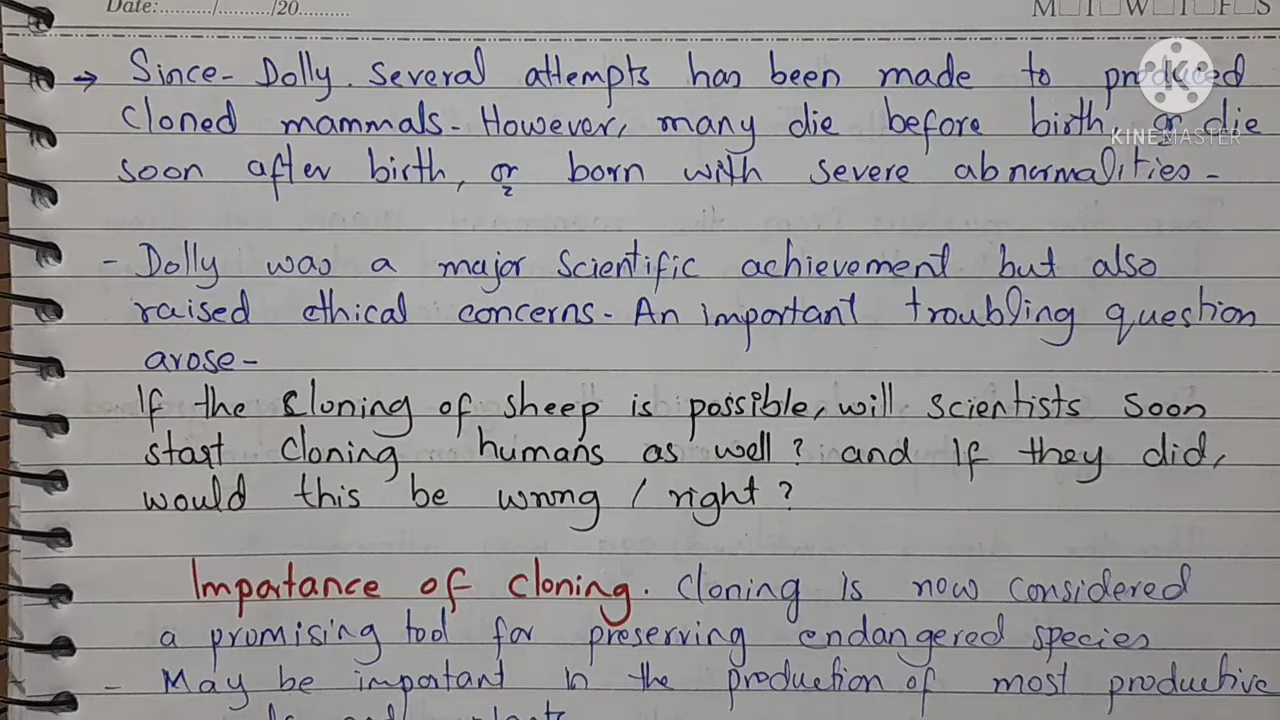 Date:........../........../20..........
M T W T F S
→ Since - Dolly. Several attempts has been made to produced
KINEMASTER
cloned mammals - However, many die before birth, or die
soon after birth, or born with severe abnormalities -
- Dolly was a major scientific achievement but also
raised ethical concerns - An important troubling question
arose -
If the cloning of sheep is possible, will scientists soon
start cloning humans as well? and If they did,
would this be wrong / right?
Importance of cloning. Cloning is now considered
a promising tool for preserving endangered species
- May be important in the production of most productive
and plants